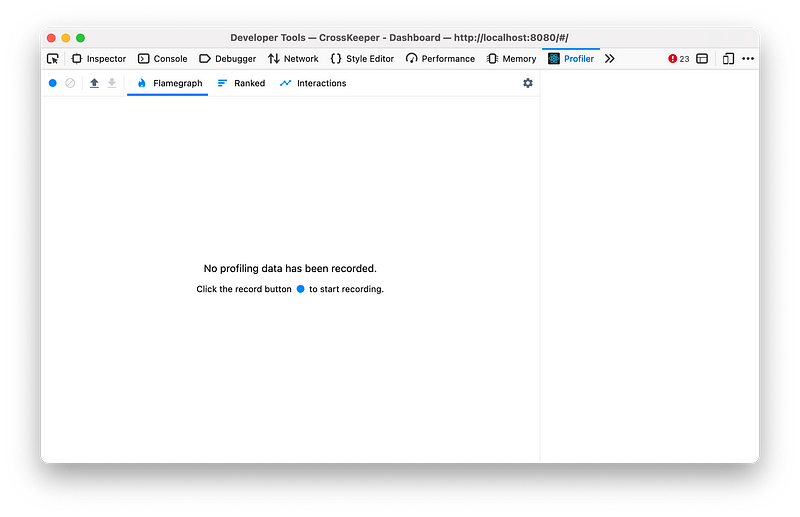 Developer Tools — CrossKeeper - Dashboard — http://localhost:8080/#/
Inspector Console Debugger Network Style Editor Performance Memory Profiler 23
Flamegraph Ranked Interactions
No profiling data has been recorded.
Click the record button to start recording.